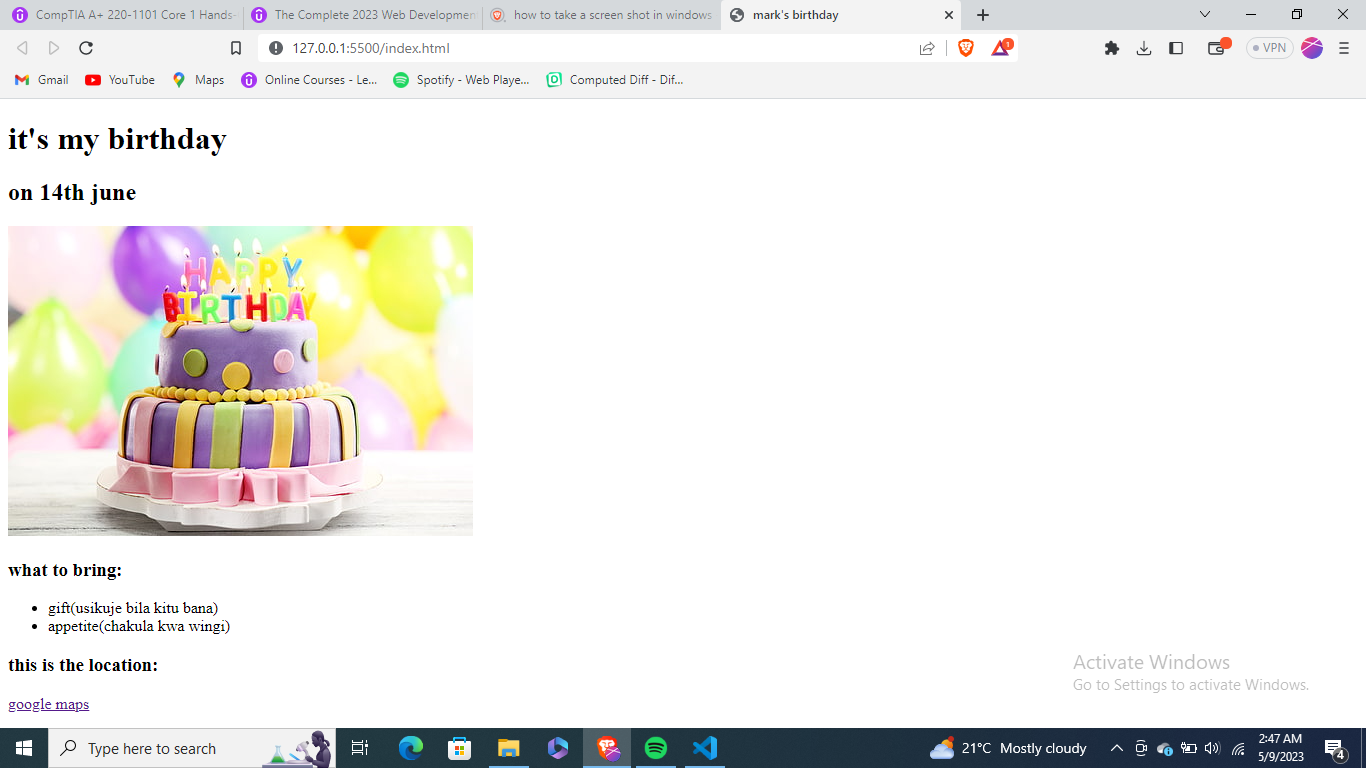 CompTIA A+ 220-1101 Core 1 Hands-
The Complete 2023 Web Developmen
how to take a screen shot in windows
mark's birthday
127.0.0.1:5500/index.html
1
VPN
Gmail
YouTube
Maps
Online Courses - Le...
Spotify - Web Playe...
Computed Diff - Dif...
it's my birthday
on 14th june
HAPPY
BIRTHDAY
what to bring:
gift(usikuje bila kitu bana)
appetite(chakula kwa wingi)
this is the location:
google maps
Activate Windows
Go to Settings to activate Windows.
Type here to search
21°C Mostly cloudy
2:47 AM
5/9/2023
4